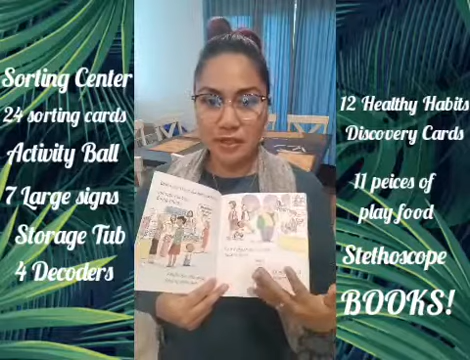 Sorting Center
24 sorting cards
Activity Ball
7 Large signs
Storage Tub
4 Decoders
12 Healthy Habits
Discovery Cards
11 peices of
play food
Stethoscope
BOOKS!